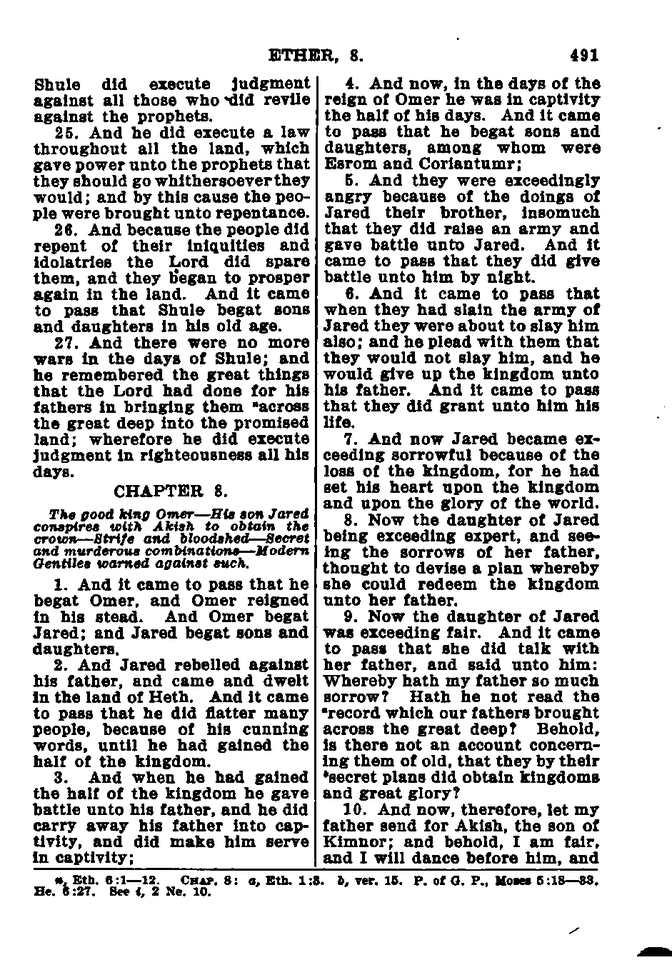 ETHER, 8. 491
Shule did execute judgment
against all those who did revile
against the prophets.
25. And he did execute a law
throughout all the land, which
gave power unto the prophets that
they should go whithersoever they
would; and by this cause the peo-
ple were brought unto repentance.
26. And because the people did
repent of their iniquities and
idolatries the Lord did spare
them, and they began to prosper
again in the land. And it came
to pass that Shule begat sons
and daughters in his old age.
27. And there were no more
wars in the days of Shule; and
he remembered the great things
that the Lord had done for his
fathers in bringing them across
the great deep into the promised
land; wherefore he did execute
judgment in righteousness all his
days.
CHAPTER 8.
The good king Omer—His son Jared
conspires with Akish to obtain the
crown—Strife and bloodshed—Secret
and murderous combinations—Modern
Gentiles warned against such.
1. And it came to pass that he
begat Omer, and Omer reigned
in his stead. And Omer begat
Jared; and Jared begat sons and
daughters.
2. And Jared rebelled against
his father, and came and dwelt
in the land of Heth. And it came
to pass that he did flatter many
people, because of his cunning
words, until he had gained the
half of the kingdom.
3. And when he had gained
the half of the kingdom he gave
battle unto his father, and he did
carry away his father into cap-
tivity, and did make him serve
in captivity;
4. And now, in the days of the
reign of Omer he was in captivity
the half of his days. And it came
to pass that he begat sons and
daughters, among whom were
Esrom and Coriantumr;
5. And they were exceedingly
angry because of the doings of
Jared their brother, insomuch
that they did raise an army and
gave battle unto Jared. And it
came to pass that they did give
battle unto him by night.
6. And it came to pass that
when they had slain the army of
Jared they were about to slay him
also; and he plead with them that
they would not slay him, and he
would give up the kingdom unto
his father. And it came to pass
that they did grant unto him his
life.
7. And now Jared became ex-
ceeding sorrowful because of the
loss of the kingdom, for he had
set his heart upon the kingdom
and upon the glory of the world.
8. Now the daughter of Jared
being exceeding expert, and see-
ing the sorrows of her father,
thought to devise a plan whereby
she could redeem the kingdom
unto her father.
9. Now the daughter of Jared
was exceeding fair. And it came
to pass that she did talk with
her father, and said unto him:
Whereby hath my father so much
sorrow? Hath he not read the
ᵃrecord which our fathers brought
across the great deep? Behold,
is there not an account concern-
ing them of old, that they by their
ᵇsecret plans did obtain kingdoms
and great glory?
10. And now, therefore, let my
father send for Akish, the son of
Kimnor; and behold, I am fair,
and I will dance before him, and
Eth. 6:1—12. CHAP. 8: a, Eth. 1:3. b, ver. 15. P. of G. P., Moses 5:18—33.
He. 6:27. See i, 2 Ne. 10.